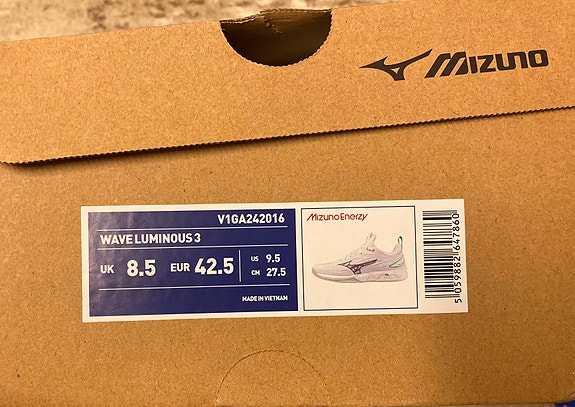 MIZUNO
V1GA242016
WAVE LUMINOUS 3
UK 8.5 EUR 42.5 US 9.5
CM 27.5
MADE IN VIETNAM
MizunoEnerzy
5 059882 647860